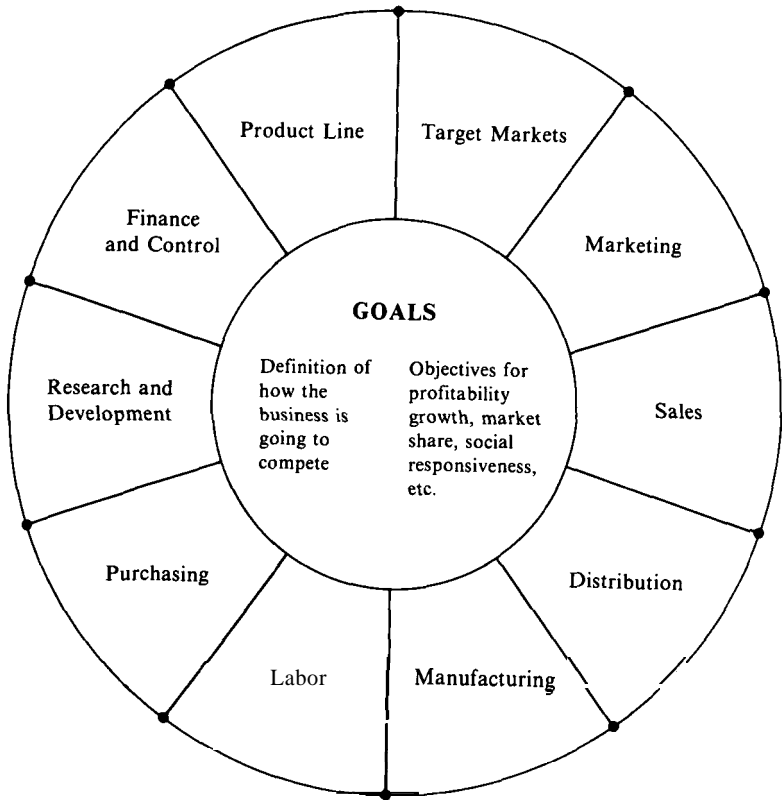 Product Line
Target Markets
Finance
and Control
Marketing
GOALS
Definition of
how the
business is
going to
compete
Objectives for
profitability
growth, market
share, social
responsiveness,
etc.
Research and
Development
Sales
Purchasing
Distribution
Labor
Manufacturing